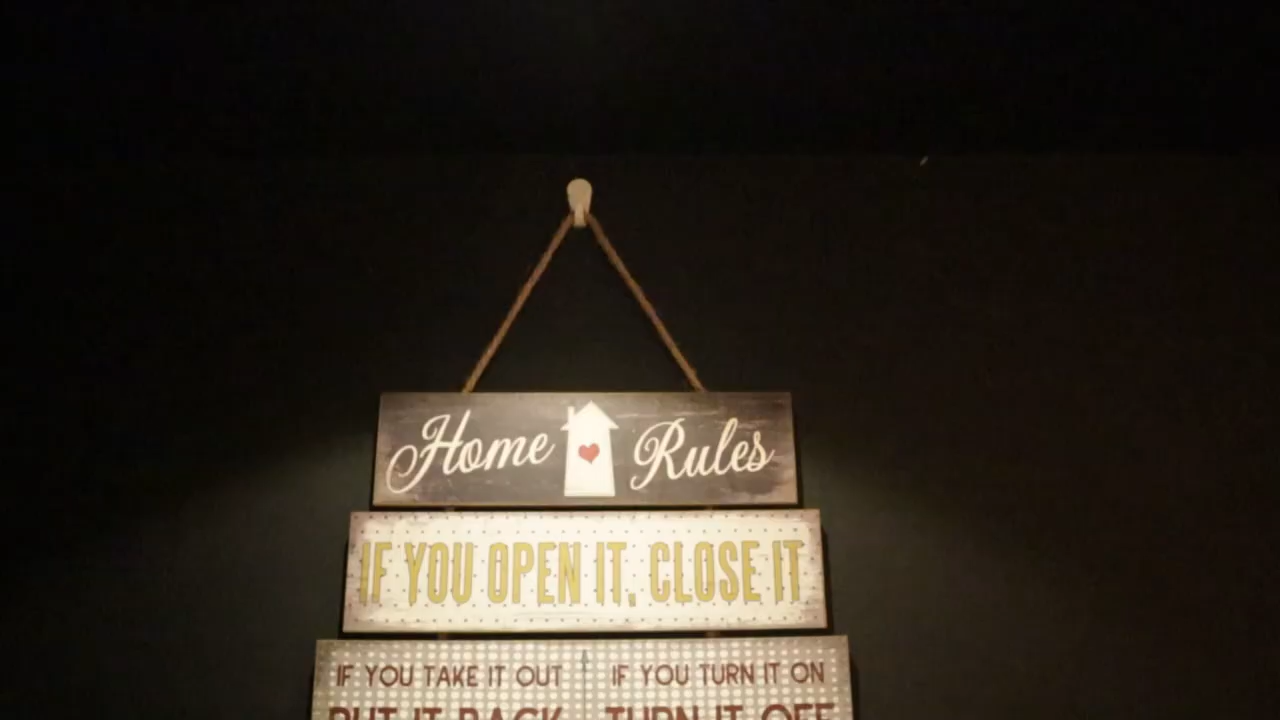 Home Rules
IF YOU OPEN IT, CLOSE IT
IF YOU TAKE IT OUT
PUT IT BACK
IF YOU TURN IT ON
TURN IT OFF